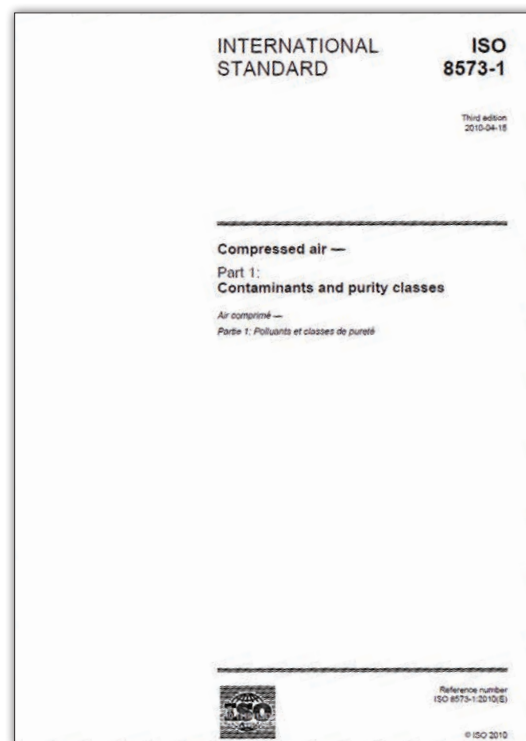 INTERNATIONAL STANDARD
ISO 8573-1
Third edition
2010-04-15
Compressed air —
Part 1:
Contaminants and purity classes
Air comprimé —
Partie 1: Polluants et classes de pureté
ISO
Reference number
ISO 8573-1:2010(E)
© ISO 2010